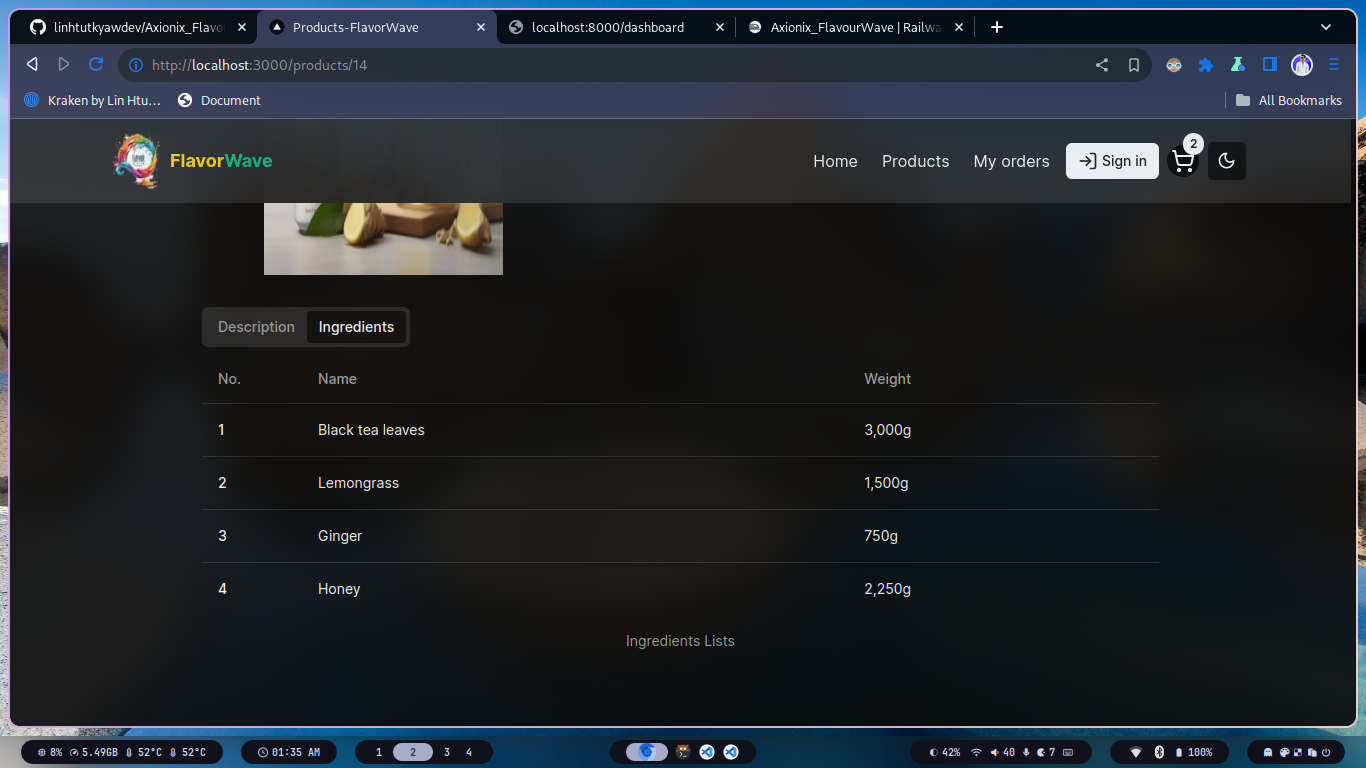 linhtutkyawdev/Axionix_Flavo
Products-FlavorWave
localhost:8000/dashboard
Axionix_FlavourWave | Railwa
http://localhost:3000/products/14
Kraken by Lin Htu…
Document
All Bookmarks
FlavorWave
Home
Products
My orders
Sign in
2
Description
Ingredients
No. Name Weight
1 Black tea leaves 3,000g
2 Lemongrass 1,500g
3 Ginger 750g
4 Honey 2,250g
Ingredients Lists
8% 5.49GB 52°C 52°C
01:35 AM
1 2 3 4
42% 40 7
100%